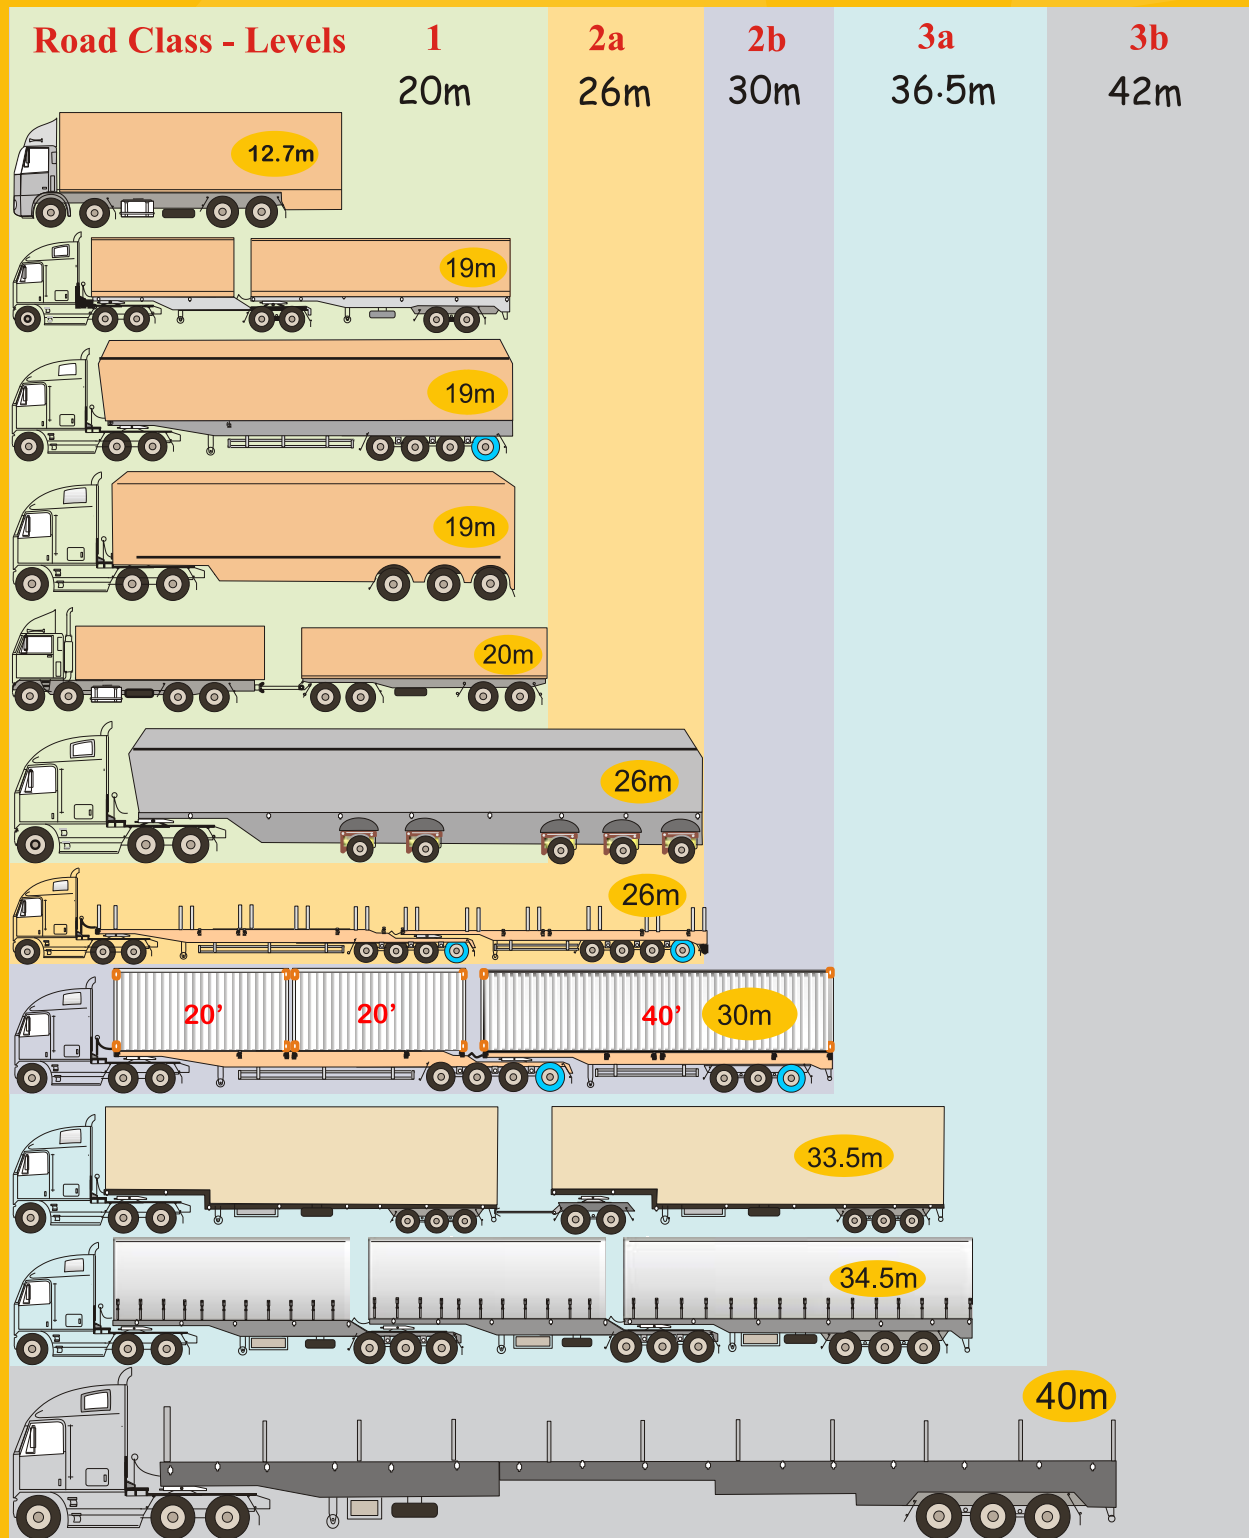 Road Class - Levels 1 2a 2b 3a 3b
20m 26m 30m 36·5m 42m
12.7m
19m
19m
19m
20m
26m
26m
20' 20' 40' 30m
33.5m
34.5m
40m